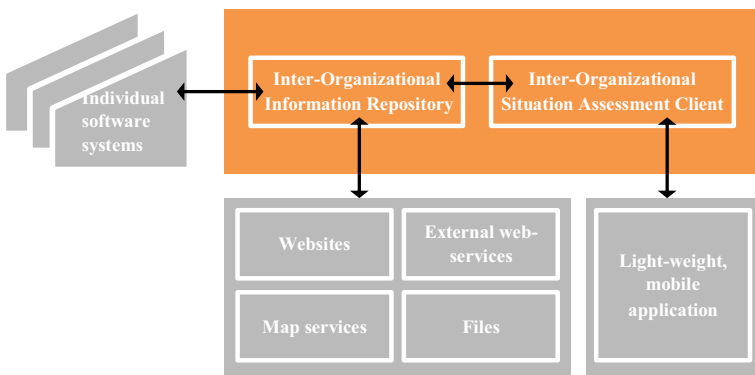 Inter-Organizational
Information Repository
Inter-Organizational
Situation Assessment Client
Individual
software
systems
Websites
External web-
services
Map services
Files
Light-weight,
mobile
application